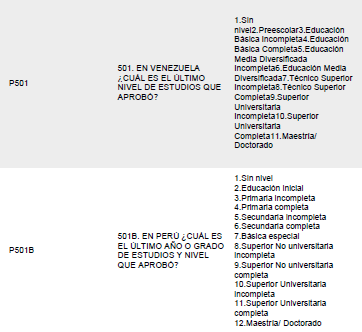 1.Sin
nivel2.Preescolar3.Educación
Básica Incompleta4.Educación
Básica Completa5.Educación
Media Diversificada
Incompleta6.Educación Media
Diversificada7.Técnico Superior
Incompleta8.Técnico Superior
Completa9.Superior
Universitaria
Incompleta10.Superior
Universitaria
Completa11.Maestría/
Doctorado
P501
501. EN VENEZUELA
¿CUÁL ES EL ÚLTIMO
NIVEL DE ESTUDIOS QUE
APROBÓ?
P501B
501B. EN PERÚ ¿CUÁL ES
EL ÚLTIMO AÑO O GRADO
DE ESTUDIOS Y NIVEL
QUE APROBÓ?
1.Sin nivel
2.Educación Inicial
3.Primaria incompleta
4.Primaria completa
5.Secundaria incompleta
6.Secundaria completa
7.Básica especial
8.Superior No universitaria
incompleta
9.Superior No universitaria
completa
10.Superior Universitaria
incompleta
11.Superior Universitaria
completa
12.Maestría/ Doctorado